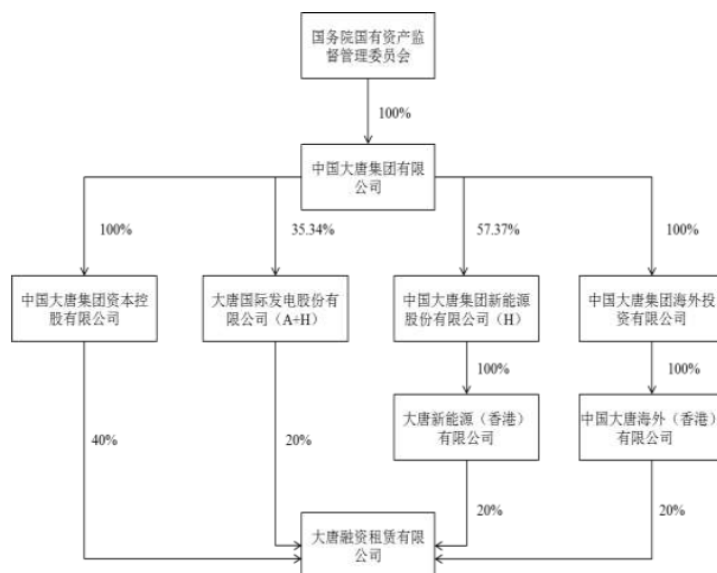 国务院国有资产监
督管理委员会
100%
中国大唐集团有限
公司
100%
35.34%
57.37%
100%
中国大唐集团资本控
股有限公司
大唐国际发电股份有
限公司（A+H）
中国大唐集团新能源
股份有限公司（H）
中国大唐集团海外投
资有限公司
100%
100%
大唐新能源（香港）
有限公司
中国大唐海外（香港）
有限公司
40%
20%
20%
20%
大唐融资租赁有限
公司